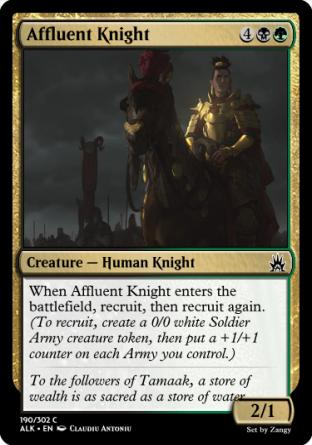 Affluent Knight 4
Creature — Human Knight
When Affluent Knight enters the
battlefield, recruit, then recruit again.
(To recruit, create a 0/0 white Soldier
Army creature token, then put a +1/+1
counter on each Army you control.)
To the followers of Tamaak, a store of
wealth is as sacred as a store of water.
2/1
190/302 C
ALK • EN Claudiu Antoniu
Set by Zangy